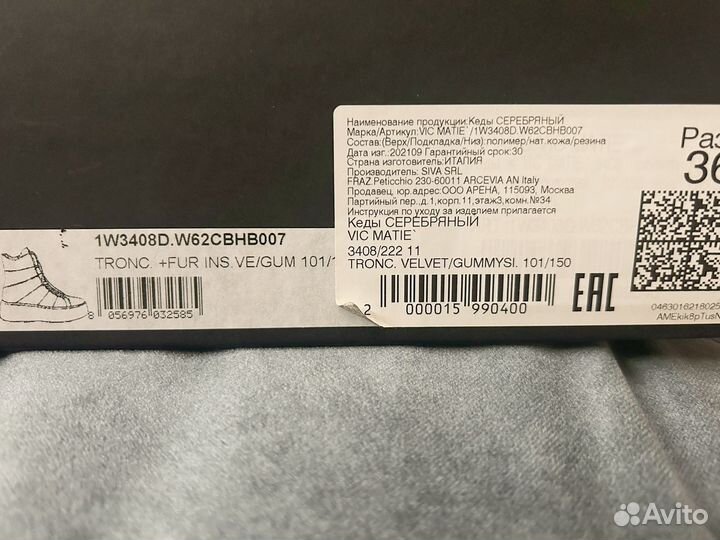 1W3408D.W62CBHB007
TRONC. +FUR INS.VE/GUM 101/1
8 056976 032585
Наименование продукции:Кеды СЕРЕБРЯНЫЙ
Марка/Артикул:VIC MATIE`/1W3408D.W62CBHB007
Состав:(Верх/Подкладка/Низ):полимер/нат.кожа/резина
Дата изг.:202109 Гарантийный срок:30
Страна изготовитель:ИТАЛИЯ
Производитель: SIVA SRL
FRAZ.Peticchio 230-60011 ARCEVIA AN Italy
Продавец, юр.адрес:ООО АРЕНА, 115093, Москва
Партийный пер.,д.1,корп.11,этаж3,комн.№34
Инструкция по уходу за изделием прилагается
Кеды СЕРЕБРЯНЫЙ
VIC MATIE`
3408/222 11
TRONC. VELVET/GUMMYSI. 101/150
2 000015 990400
EAC
Раз
36
0463016218025
AMEkik8pTusN
Avito